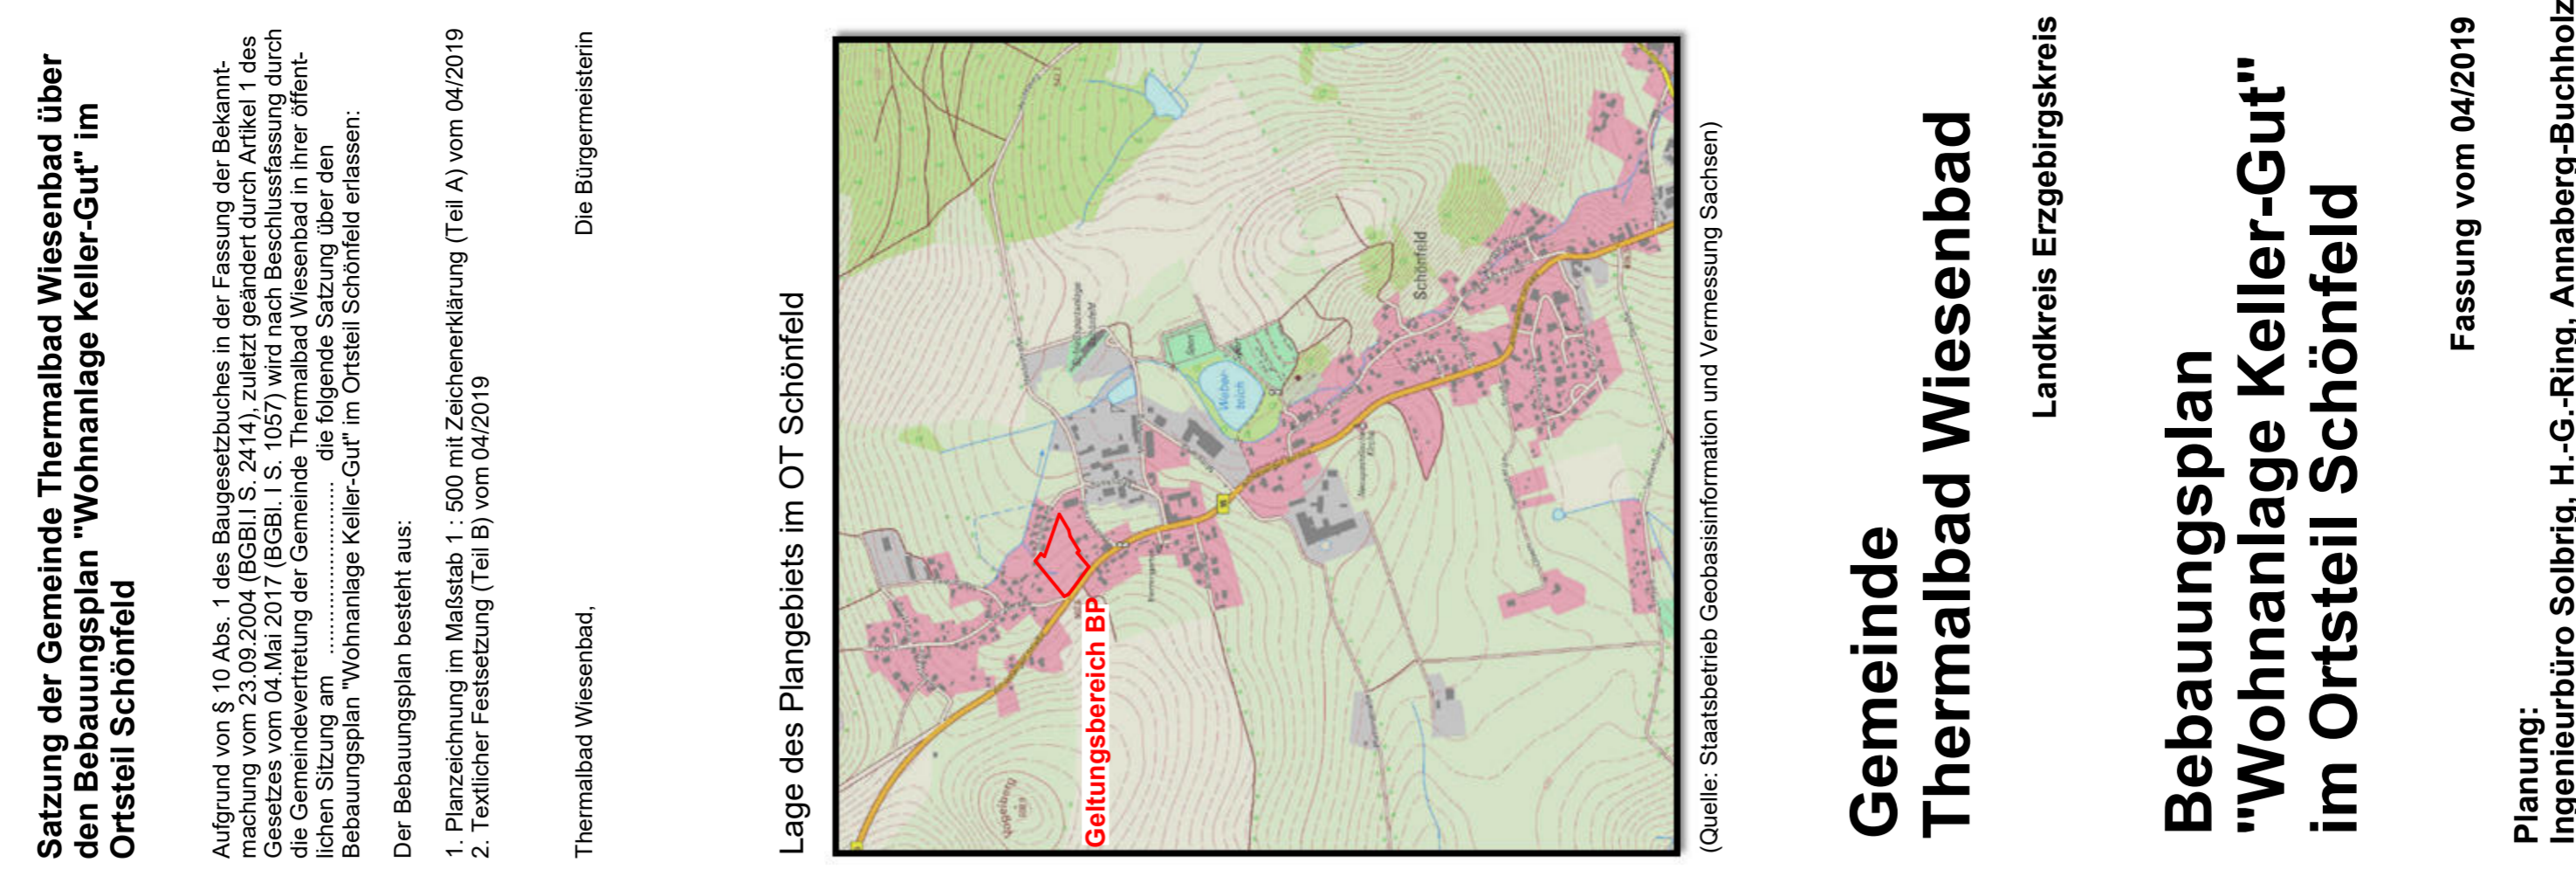 Satzung der Gemeinde Thermalbad Wiesenbad über
den Bebauungsplan "Wohnanlage Keller-Gut" im
Ortsteil Schönfeld
Aufgrund von § 10 Abs. 1 des Baugesetzbuches in der Fassung der Bekannt-
machung vom 23.09.2004 (BGBl.I S. 2414), zuletzt geändert durch Artikel 1 des
Gesetzes vom 04.Mai 2017 (BGBl. I S. 1057) wird nach Beschlussfassung durch
die Gemeindevertretung der Gemeinde Thermalbad Wiesenbad in ihrer öffent-
lichen Sitzung am ........................ die folgende Satzung über den
Bebauungsplan "Wohnanlage Keller-Gut" im Ortsteil Schönfeld erlassen:
Der Bebauungsplan besteht aus:
1. Planzeichnung im Maßstab 1 : 500 mit Zeichenerklärung (Teil A) vom 04/2019
2. Textlicher Festsetzung (Teil B) vom 04/2019
Thermalbad Wiesenbad, Die Bürgermeisterin
Lage des Plangebiets im OT Schönfeld
Geltungsbereich BP
Weber-
teich
Schönfeld
(Quelle: Staatsbetrieb Geobasisinformation und Vermessung Sachsen)
Gemeinde
Thermalbad Wiesenbad
Landkreis Erzgebirgskreis
Bebauungsplan
"Wohnanlage Keller-Gut"
im Ortsteil Schönfeld
Fassung vom 04/2019
Planung:
Ingenieurbüro Solbrig, H.-G.-Ring, Annaberg-Buchholz